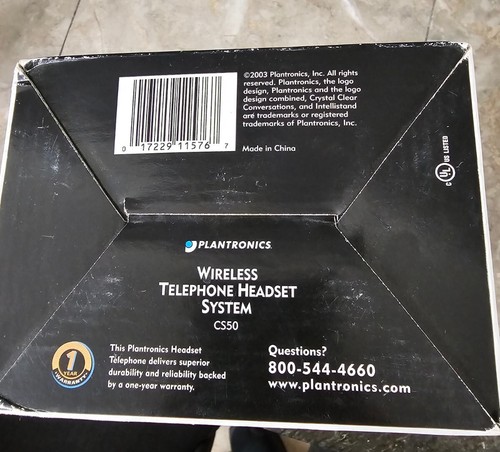 ©2003 Plantronics, Inc. All rights
reserved. Plantronics, the logo
design, Plantronics and the logo
design combined, Crystal Clear
Conversations, and Intellistand
are trademarks or registered
trademarks of Plantronics, Inc.
Made in China
0 17229 11576 7
UL US LISTED
PLANTRONICS
WIRELESS
TELEPHONE HEADSET
SYSTEM
CS50
1
YEAR
WARRANTY
This Plantronics Headset
Telephone delivers superior
durability and reliability backed
by a one-year warranty.
Questions?
800-544-4660
www.plantronics.com